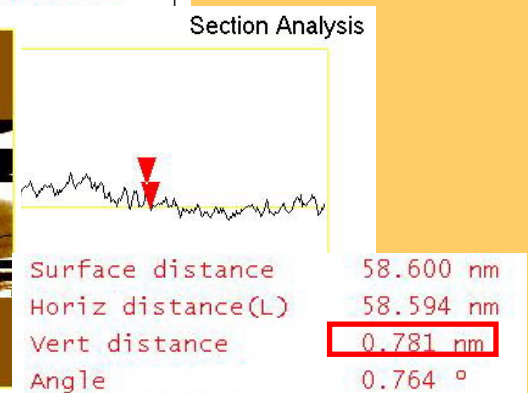 Section Analysis
Surface distance 58.600 nm
Horiz distance(L) 58.594 nm
Vert distance 0.781 nm
Angle 0.764 °